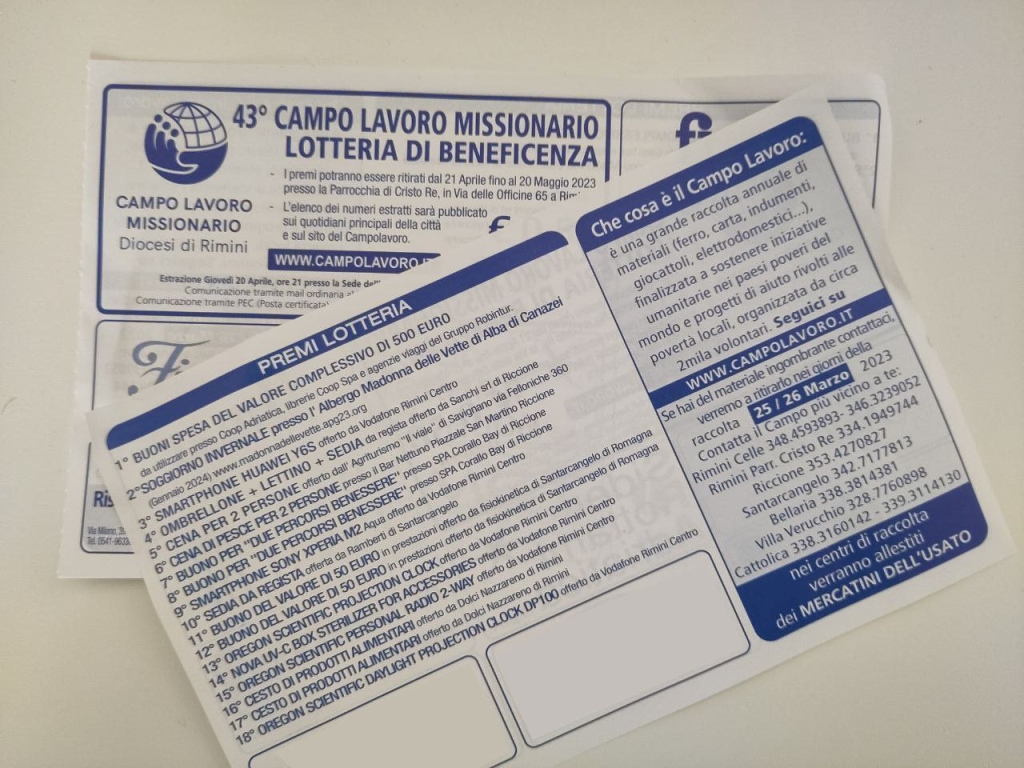 43° CAMPO LAVORO MISSIONARIO
LOTTERIA DI BENEFICENZA
- I premi potranno essere ritirati dal 21 Aprile fino al 20 Maggio 2023
presso la Parrocchia di Cristo Re, in Via delle Officine 65 a
- L'elenco dei numeri estratti sarà pubblicato
sui quotidiani principali della città
e sul sito del Campolavoro.
WWW.CAMPOLAVORO.IT
CAMPO LAVORO
MISSIONARIO
Diocesi di Rimini
Estrazione Giovedì 20 Aprile, ore 21 presso la Sede
Comunicazione tramite mail ordinaria
Comunicazione tramite PEC (Posta certificata)
Via Milano,
Tel. 0541-
PREMI LOTTERIA
1° BUONI SPESA DEL VALORE COMPLESSIVO DI 500 EURO
da utilizzare presso Coop Adriatica, librerie Coop Spa e agenzie viaggi del Gruppo Robintur.
2° SOGGIORNO INVERNALE presso l'Albergo Madonna delle Vette di Alba di Canazei
(Gennaio 2024) www.madonnadellevette.apg23.org
3° SMARTPHONE HUAWEI Y6S offerto da Vodafone Rimini Centro
4° OMBRELLONE + LETTINO + SEDIA da regista offerto da Sanchi srl di Riccione
5° CENA PER 2 PERSONE offerto dall' Agriturismo "Il viale" di Savignano via Felloniche 360
6° CENA DI PESCE PER 2 PERSONE presso il Bar Nettuno Piazzale San Martino Riccione
7° BUONO PER "DUE PERCORSI BENESSERE" presso SPA Corallo Bay di Riccione
8° BUONO PER "DUE PERCORSI BENESSERE" presso SPA Corallo Bay di Riccione
9° SMARTPHONE SONY XPERIA M2 Aqua offerto da Vodafone Rimini Centro
10° SEDIA DA REGISTA offerta da Ramberti di Santarcangelo
11° BUONO DEL VALORE DI 50 EURO in prestazioni offerto da fisiokinetica di Santarcangelo di Romagna
12° BUONO DEL VALORE DI 50 EURO in prestazioni offerto da fisiokinetica di Santarcangelo di Romagna
13° OREGON SCIENTIFIC PROJECTION CLOCK offerto da Vodafone Rimini Centro
14° NOVA UV-C BOX STERILIZER FOR ACCESSORIES offerto da Vodafone Rimini Centro
15° OREGON SCIENTIFIC PERSONAL RADIO 2-WAY offerto da Vodafone Rimini Centro
16° CESTO DI PRODOTTI ALIMENTARI offerto da Dolci Nazzareno di Rimini
17° CESTO DI PRODOTTI ALIMENTARI offerto da Dolci Nazzareno di Rimini
18° OREGON SCIENTIFIC DAYLIGHT PROJECTION CLOCK DP100 offerto da Vodafone Rimini Centro
Che cosa è il Campo Lavoro:
è una grande raccolta annuale di
materiali (ferro, carta, indumenti,
giocattoli, elettrodomestici...),
finalizzata a sostenere iniziative
umanitarie nei paesi poveri del
mondo e progetti di aiuto rivolti alle
povertà locali, organizzata da circa
2mila volontari. Seguici su
WWW.CAMPOLAVORO.IT
Se hai del materiale ingombrante contattaci,
verremo a ritirarlo nei giorni della
raccolta 25 / 26 Marzo 2023
Contatta il Campo più vicino a te:
Rimini Celle 348.4593893- 346.3239052
Rimini Parr. Cristo Re 334.1949744
Riccione 353.4270827
Santarcangelo 342.7177813
Bellaria 338.3814381
Villa Verucchio 328.7760898
Cattolica 338.3160142 - 339.3114130
nei centri di raccolta
verranno allestiti
dei MERCATINI DELL'USATO